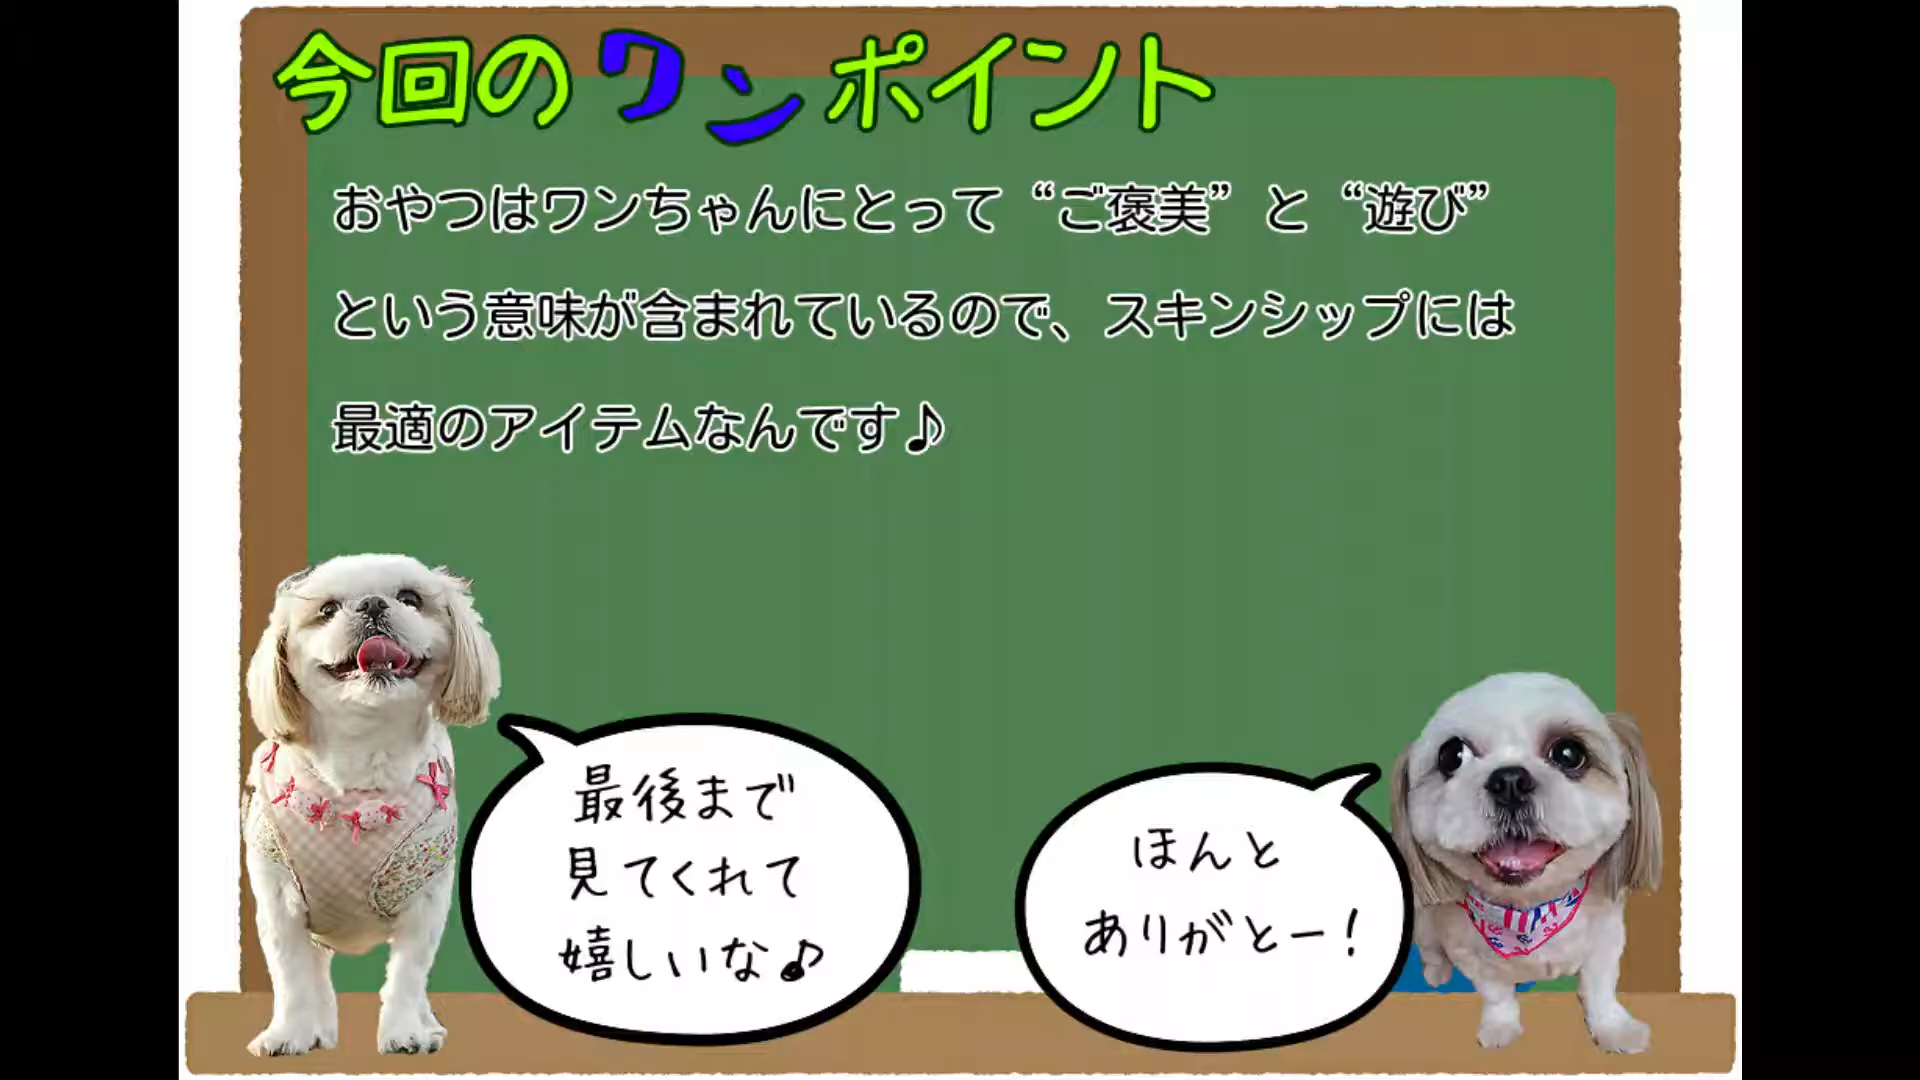 今回のワンポイント
おやつはワンちゃんにとって“ご褒美”と“遊び”
という意味が含まれているので、スキンシップには
最適のアイテムなんです♪
最後まで
見てくれて
嬉しいな♪
ほんと
ありがとー!